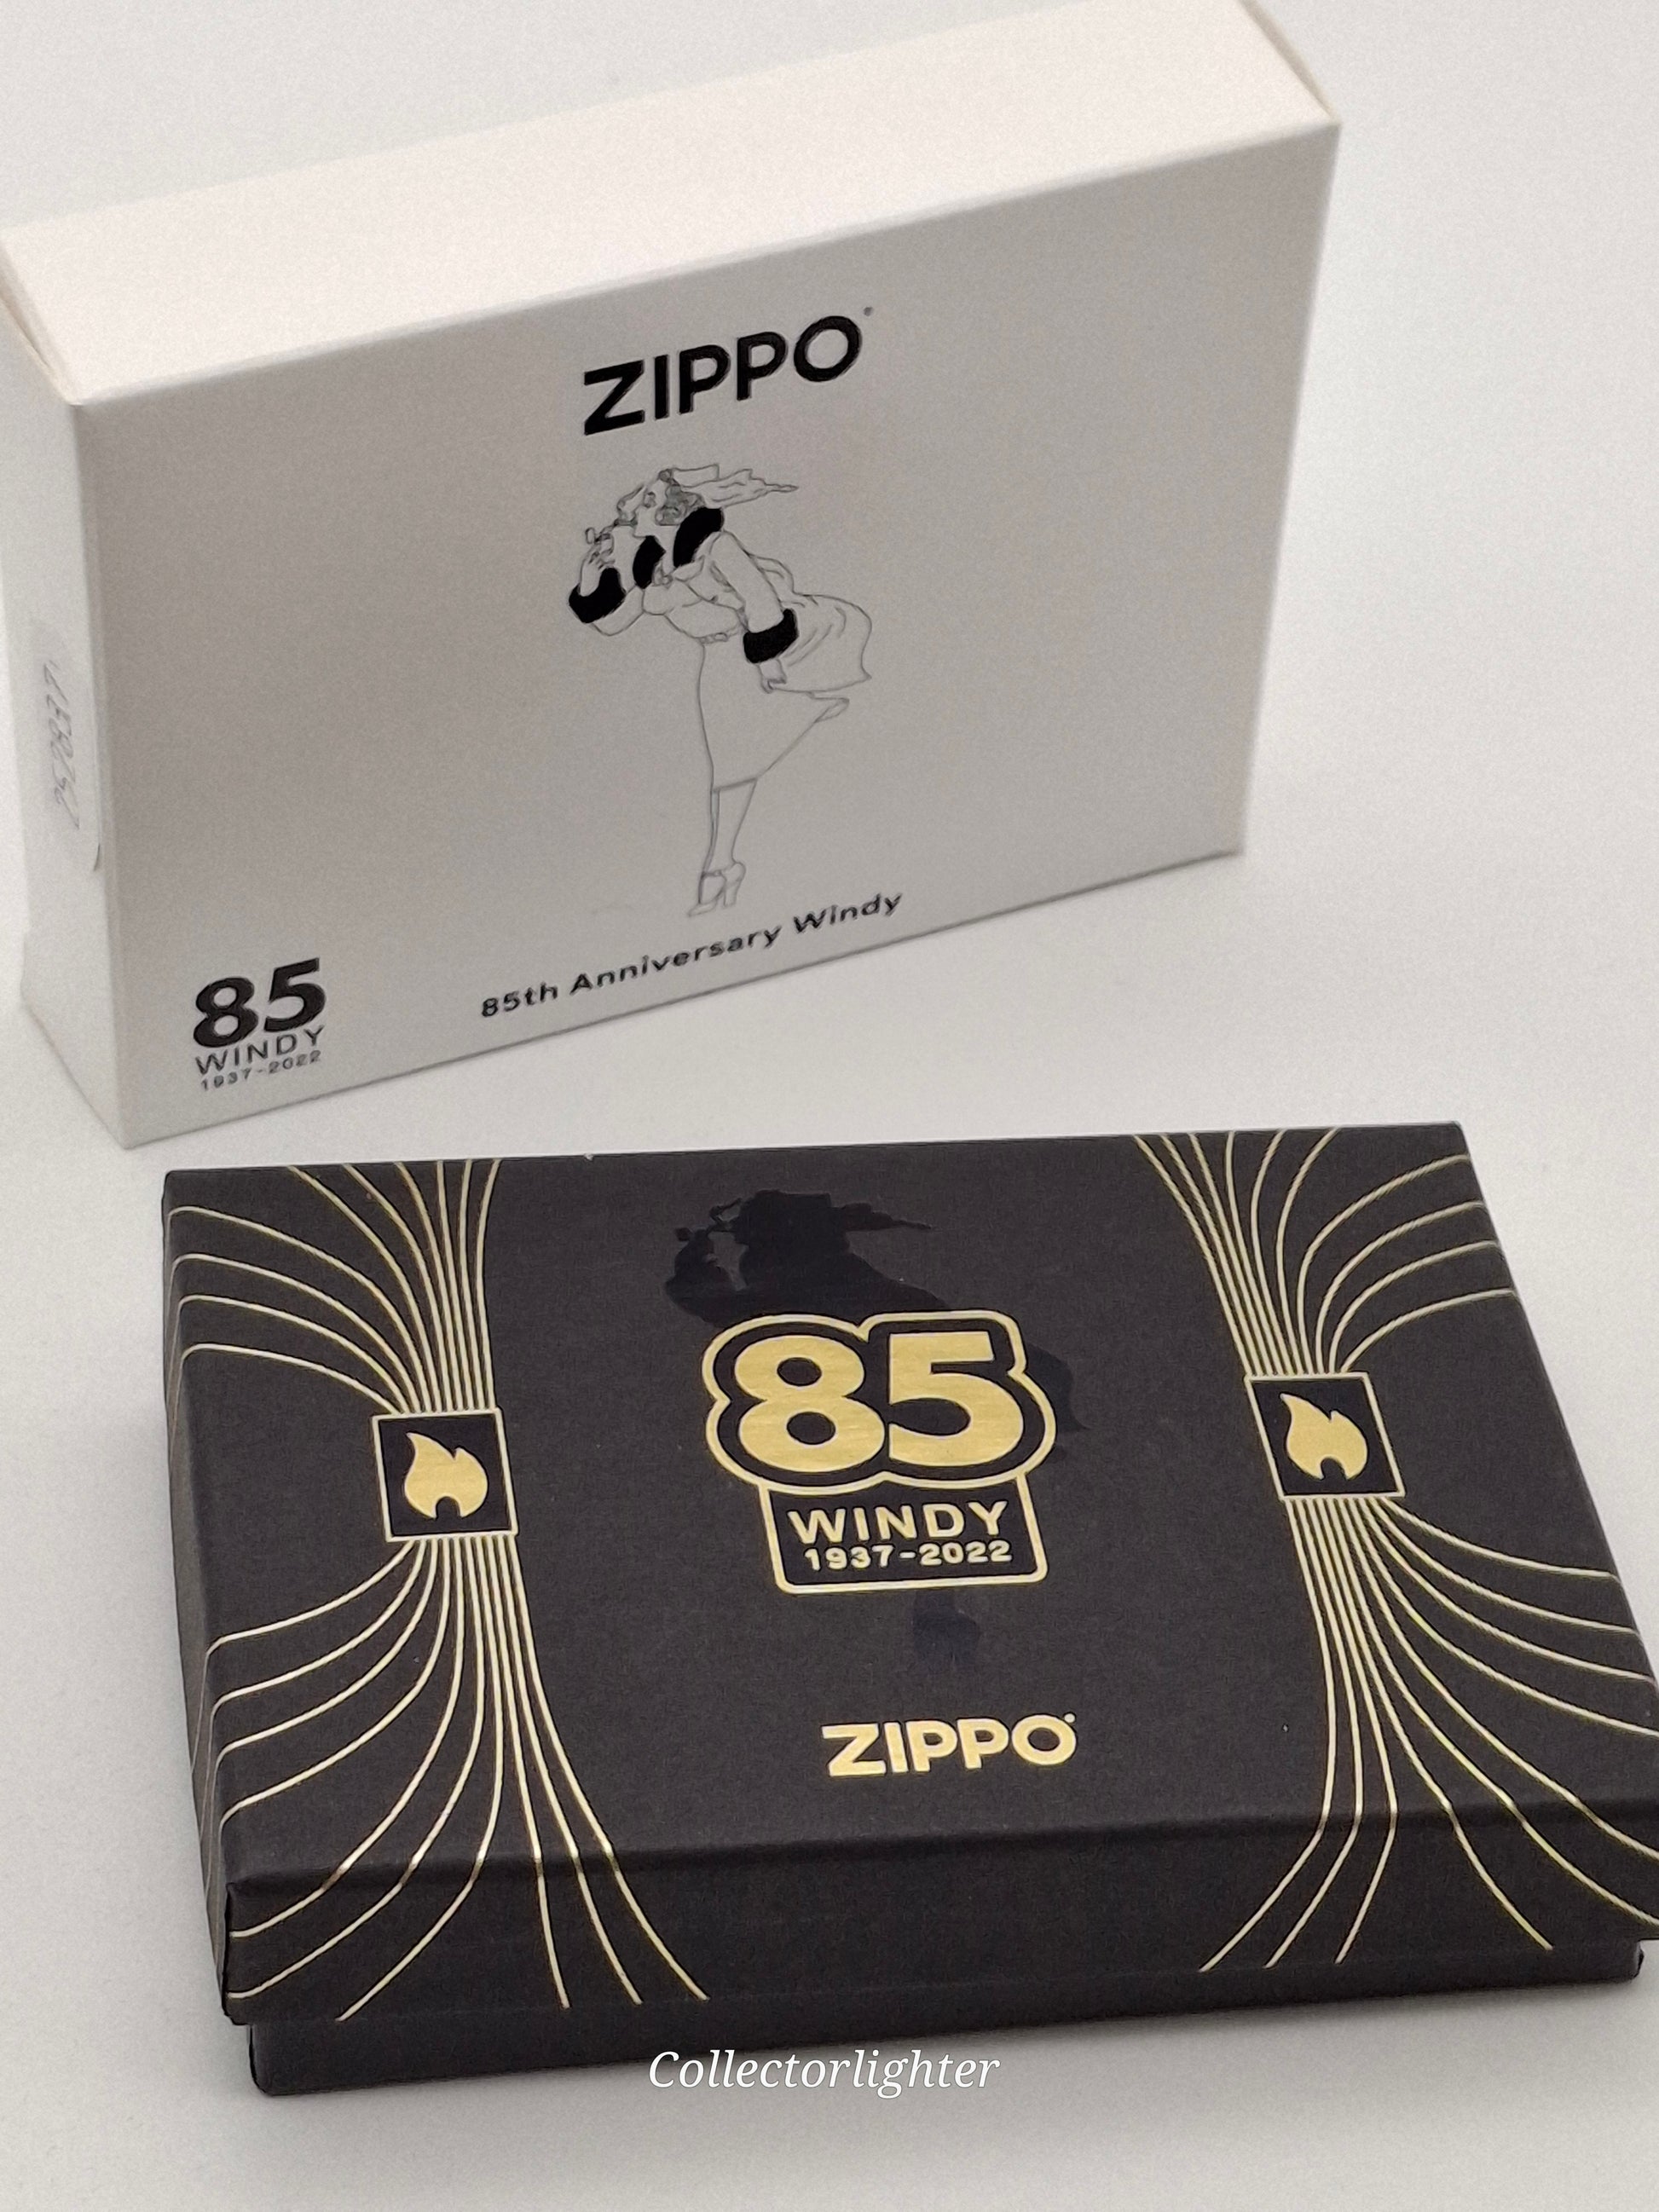 ZIPPO®
85th Anniversary Windy
85
WINDY
1937-2022
85
WINDY
1937-2022
ZIPPO®
Collectorlighter